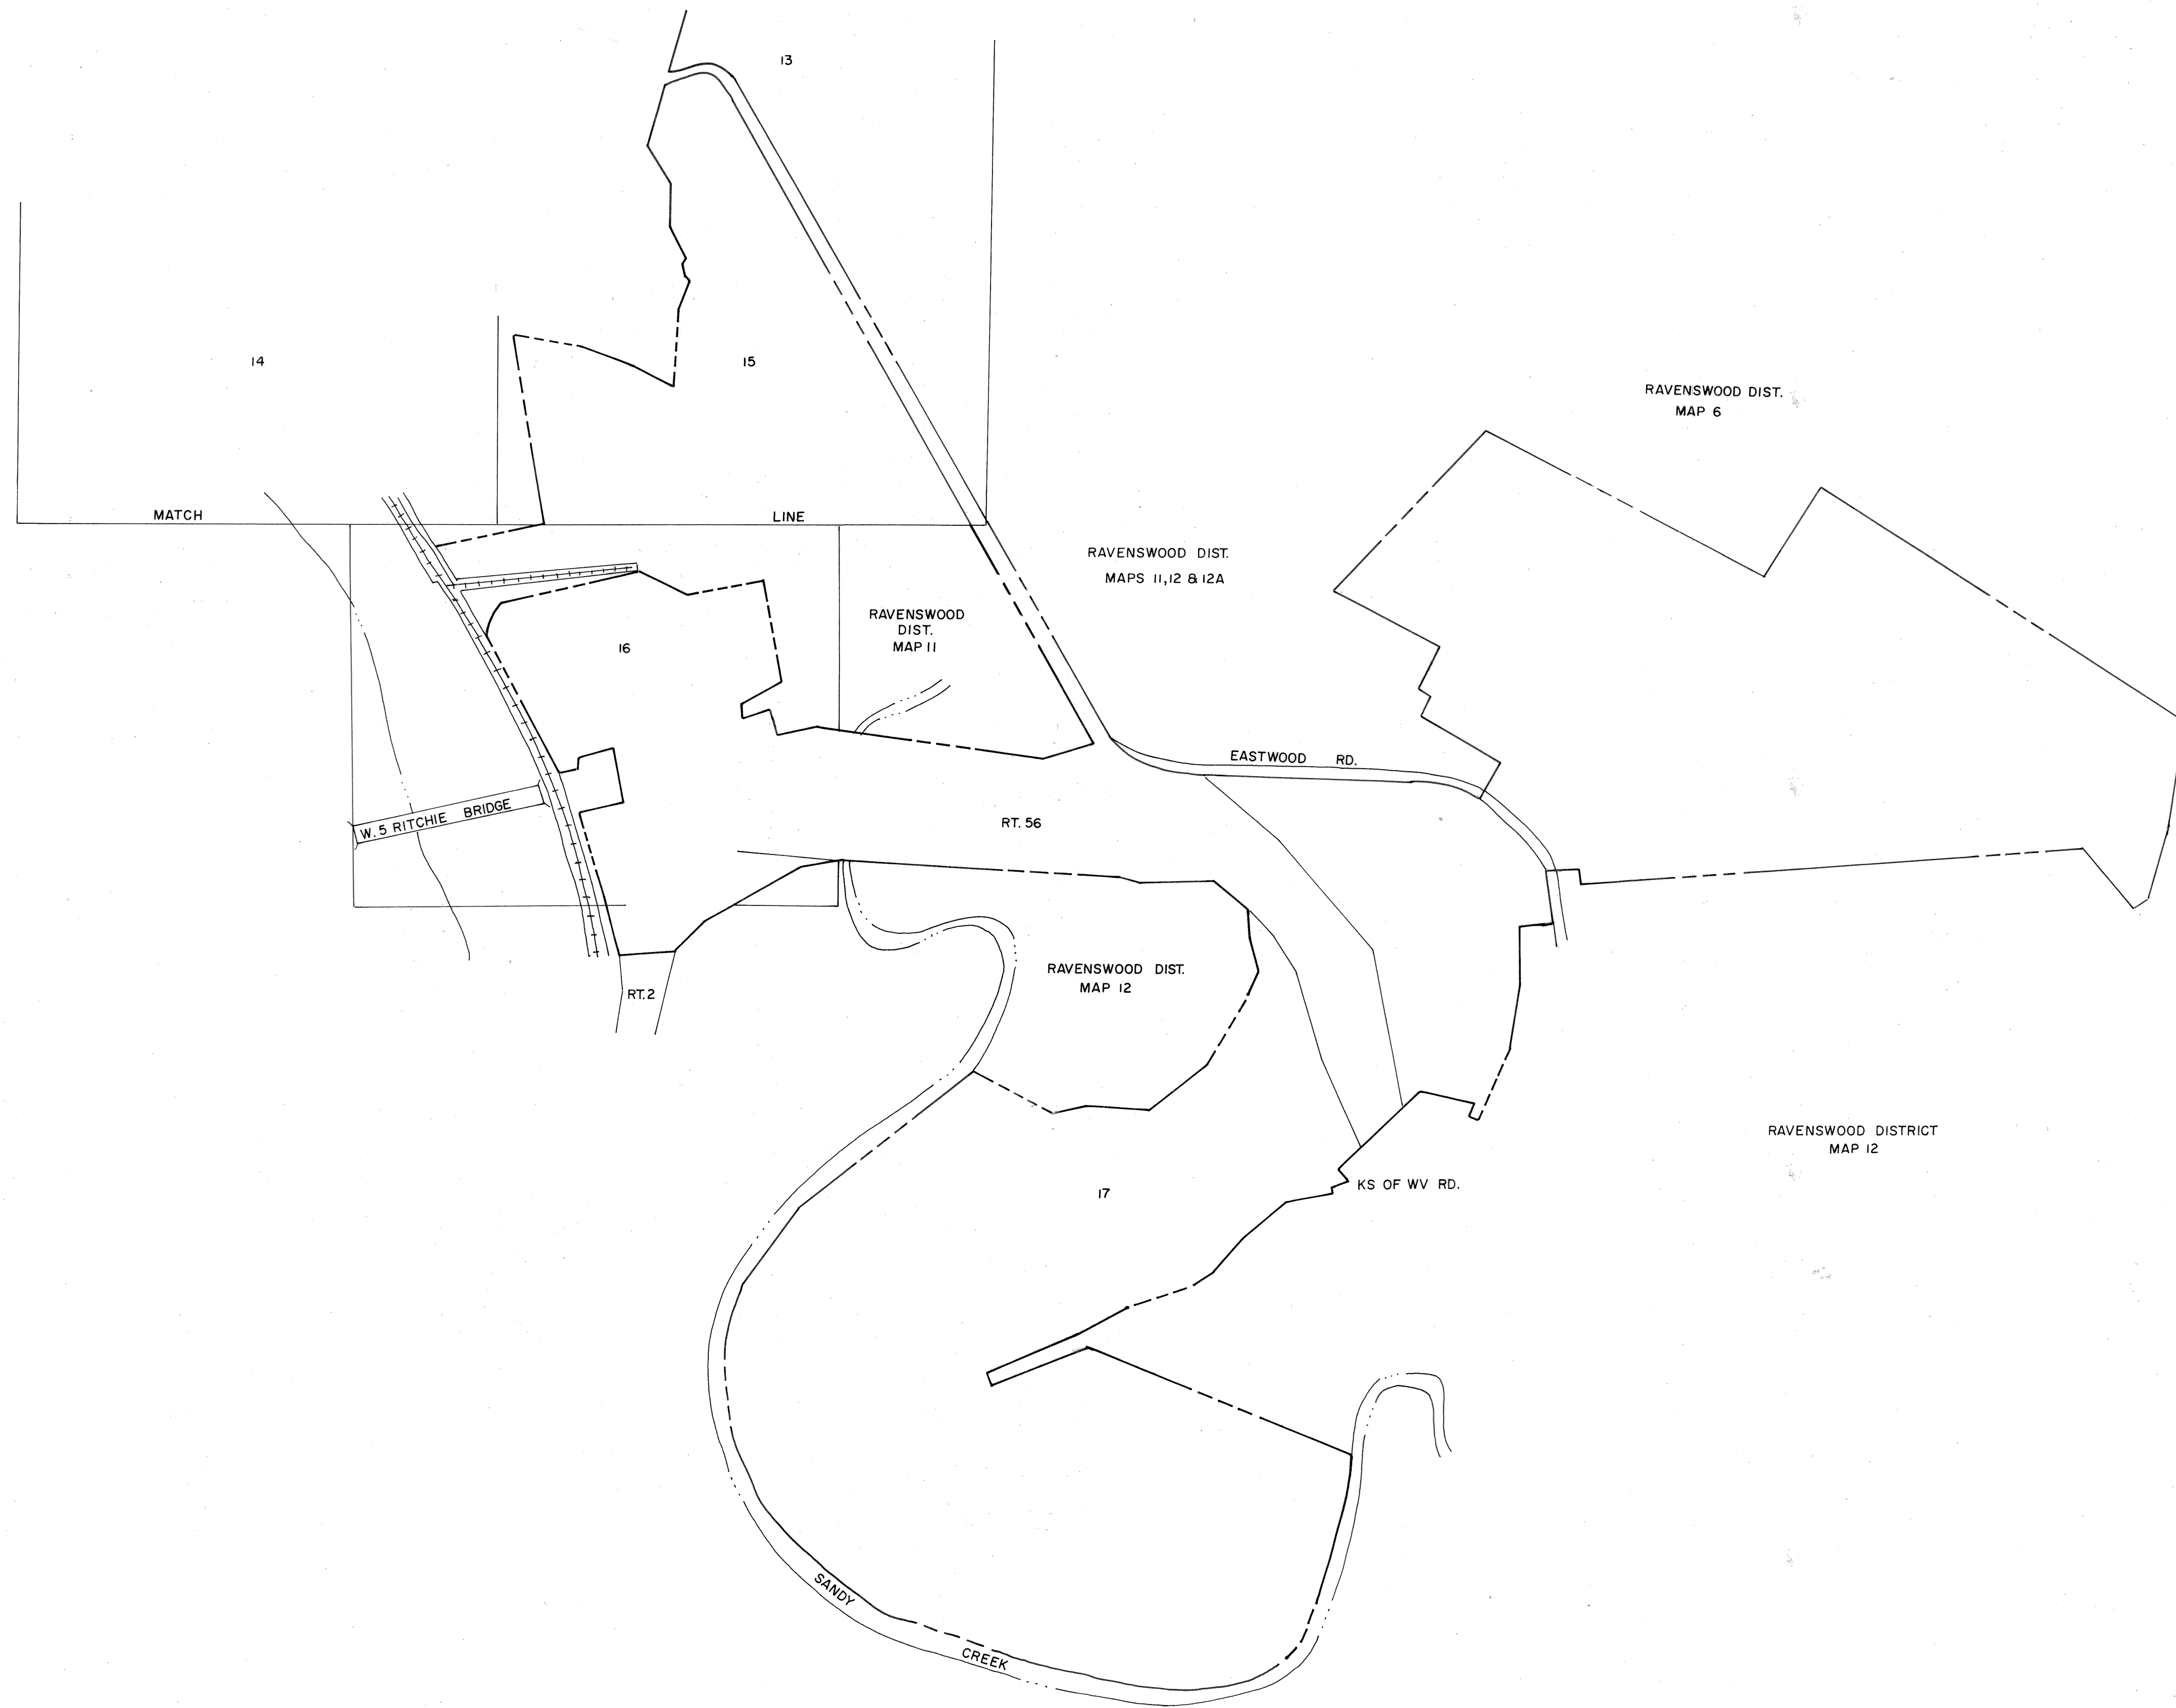 13
14
15
RAVENSWOOD DIST.
MAP 6
MATCH LINE
RAVENSWOOD DIST.
MAPS 11,12 & 12A
RAVENSWOOD
DIST.
MAP 11
16
EASTWOOD RD.
W. 5 RITCHIE BRIDGE
RT. 56
RAVENSWOOD DIST.
MAP 12
RT. 2
RAVENSWOOD DISTRICT
MAP 12
KS OF WV RD.
17
SANDY CREEK